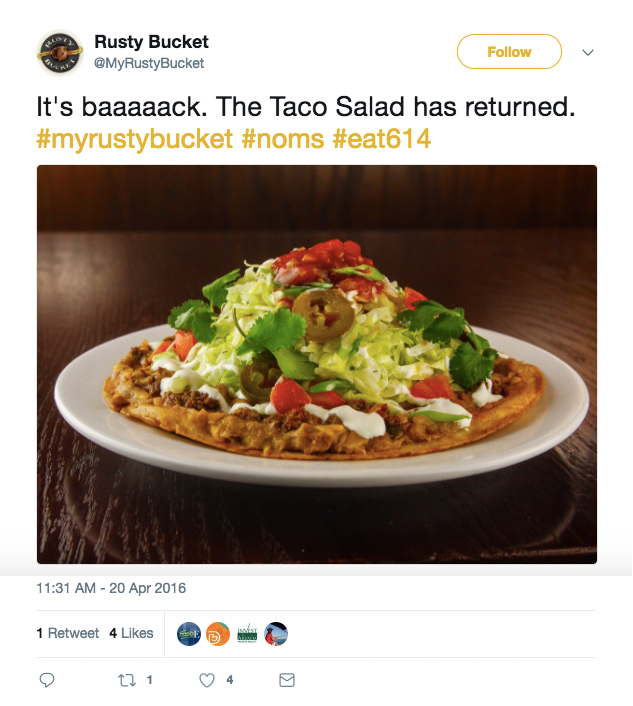 Rusty Bucket
@MyRustyBucket
Follow
It's baaaaack. The Taco Salad has returned.
#myrustybucket #noms #eat614
11:31 AM - 20 Apr 2016
1 Retweet 4 Likes
1 4